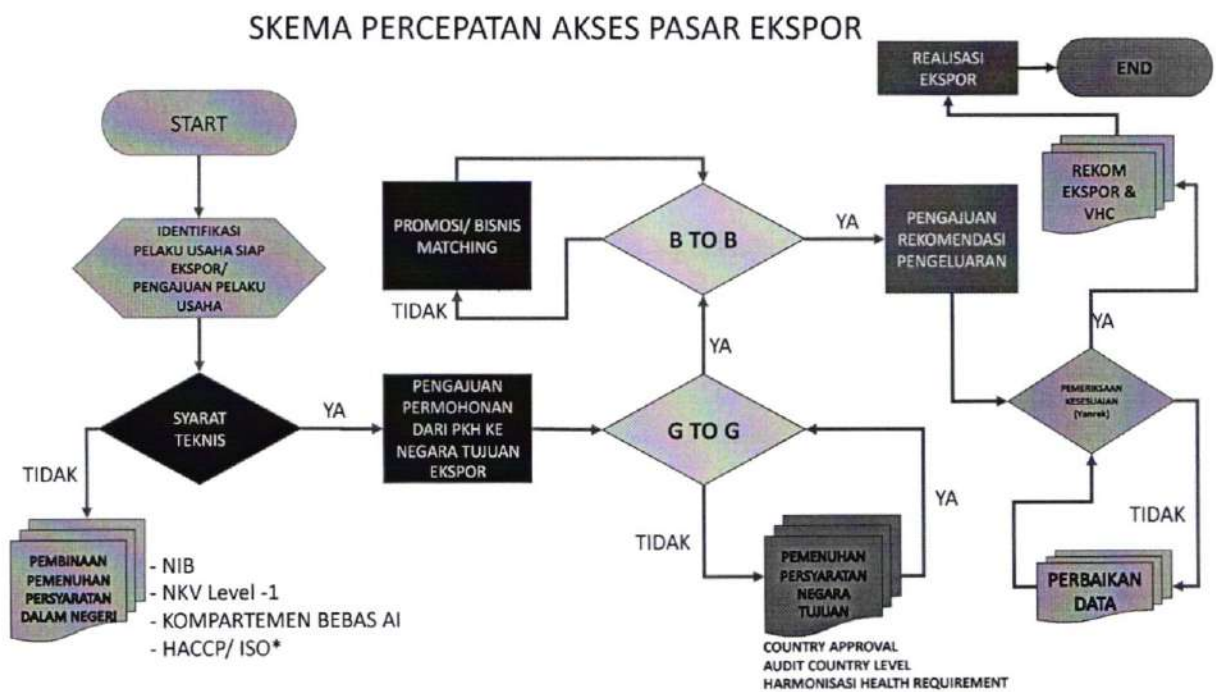 SKEMA PERCEPATAN AKSES PASAR EKSPOR
START
IDENTIFIKASI
PELAKU USAHA SIAP
EKSPOR/
PENGAJUAN PELAKU
USAHA
SYARAT
TEKNIS
TIDAK
PEMBINAAN
PEMENUHAN
PERSYARATAN
DALAM NEGERI
- NIB
- NKV Level -1
- KOMPARTEMEN BEBAS AI
- HACCP/ ISO*
YA
PENGAJUAN
PERMOHONAN
DARI PKH KE
NEGARA TUJUAN
EKSPOR
G TO G
TIDAK
PEMENUHAN
PERSYARATAN
NEGARA
TUJUAN
COUNTRY APPROVAL
AUDIT COUNTRY LEVEL
HARMONISASI HEALTH REQUIREMENT
YA
YA
B TO B
TIDAK
PROMOSI/ BISNIS
MATCHING
YA
PENGAJUAN
REKOMENDASI
PENGELUARAN
PEMERIKSAAN
KESESUAIAN
(Yanrek)
TIDAK
PERBAIKAN
DATA
YA
REKOM
EKSPOR &
VHC
REALISASI
EKSPOR
END